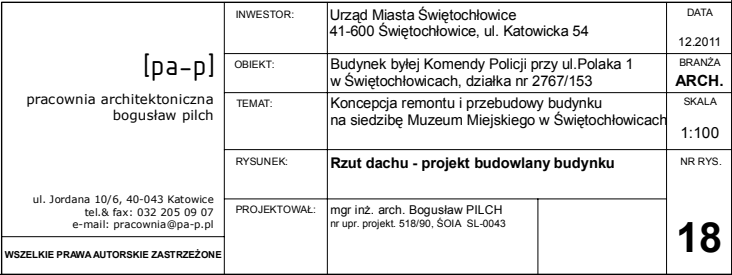 [pa-p]
pracownia architektoniczna
bogusław pilch
ul. Jordana 10/6, 40-043 Katowice
tel.& fax: 032 205 09 07
e-mail: pracownia@pa-p.pl
WSZELKIE PRAWA AUTORSKIE ZASTRZEŻONE
INWESTOR:
Urząd Miasta Świętochłowice
41-600 Świętochłowice, ul. Katowicka 54
OBIEKT:
Budynek byłej Komendy Policji przy ul.Polaka 1
w Świętochłowicach, działka nr 2767/153
TEMAT:
Koncepcja remontu i przebudowy budynku
na siedzibę Muzeum Miejskiego w Świętochłowicach
RYSUNEK:
Rzut dachu - projekt budowlany budynku
PROJEKTOWAŁ:
mgr inż. arch. Bogusław PILCH
nr upr. projekt. 518/90, ŚOIA SL-0043
DATA
12.2011
BRANŻA
ARCH.
SKALA
1:100
NR RYS.
18